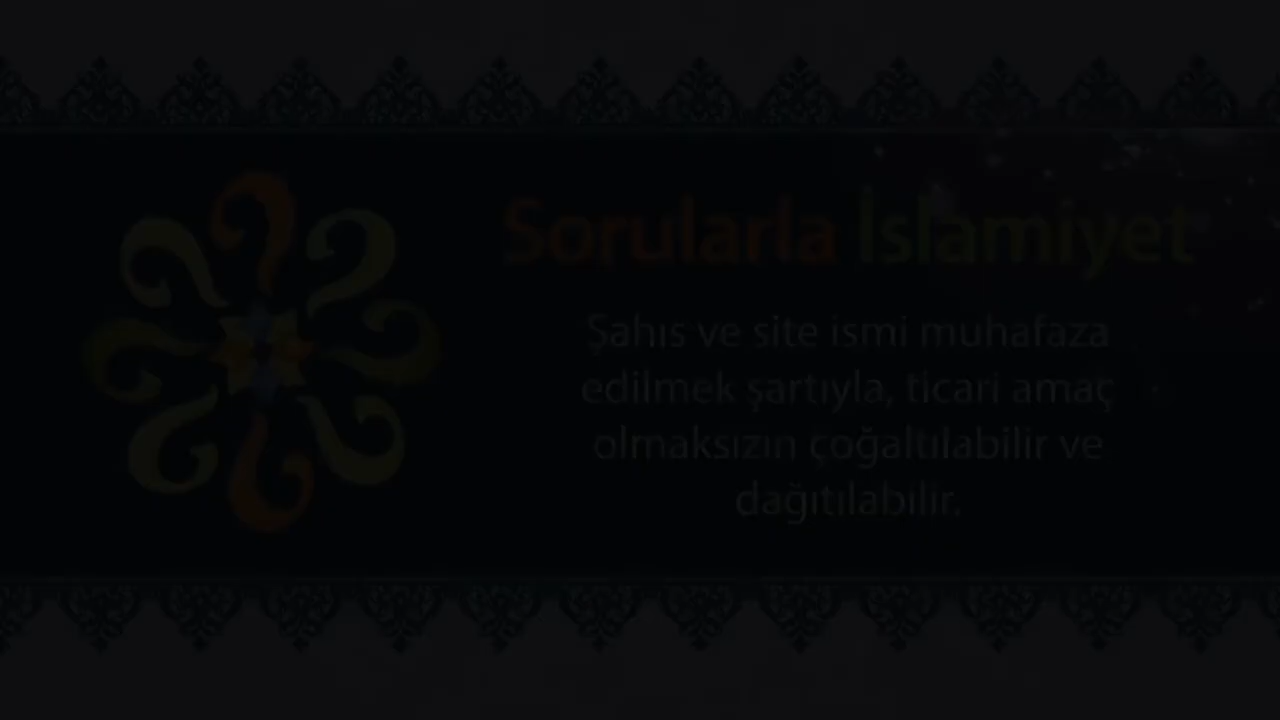 Sorularla İslamiyet
Şahıs ve site ismi muhafaza
edilmek şartıyla, ticari amaç
olmaksızın çoğaltılabilir ve
dağıtılabilir.